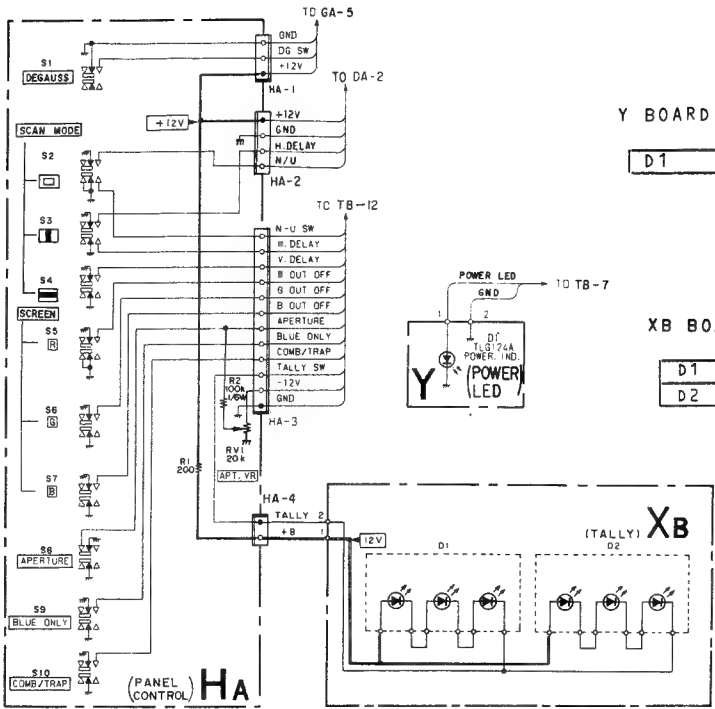 TO GA-5
GND
DG SW
+12V
HA-1
S1
DEGAUSS
TO DA-2
+12V
+12V
GND
H.DELAY
N/U
HA-2
SCAN MODE
S2
S3
S4
SCREEN
S5
R
S6
G
S7
B
S8
APERTURE
S9
BLUE ONLY
S10
COMB/TRAP
TO TB-12
N-U SW
H.DELAY
V.DELAY
R OUT OFF
G OUT OFF
B OUT OFF
APERTURE
BLUE ONLY
COMB/TRAP
TALLY SW
-12V
GND
HA-3
R2
100k
1/6W
RV1
20k
APT.VR
R1
200
HA-4
TALLY 2
+B 1
12V
(PANEL CONTROL) HA
Y BOARD
D1
POWER LED
GND
TO TB-7
1 2
D1
TLG124A
POWER. IND.
Y (POWER LED)
XB BOA
D1
D2
(TALLY) XB
D1
D2